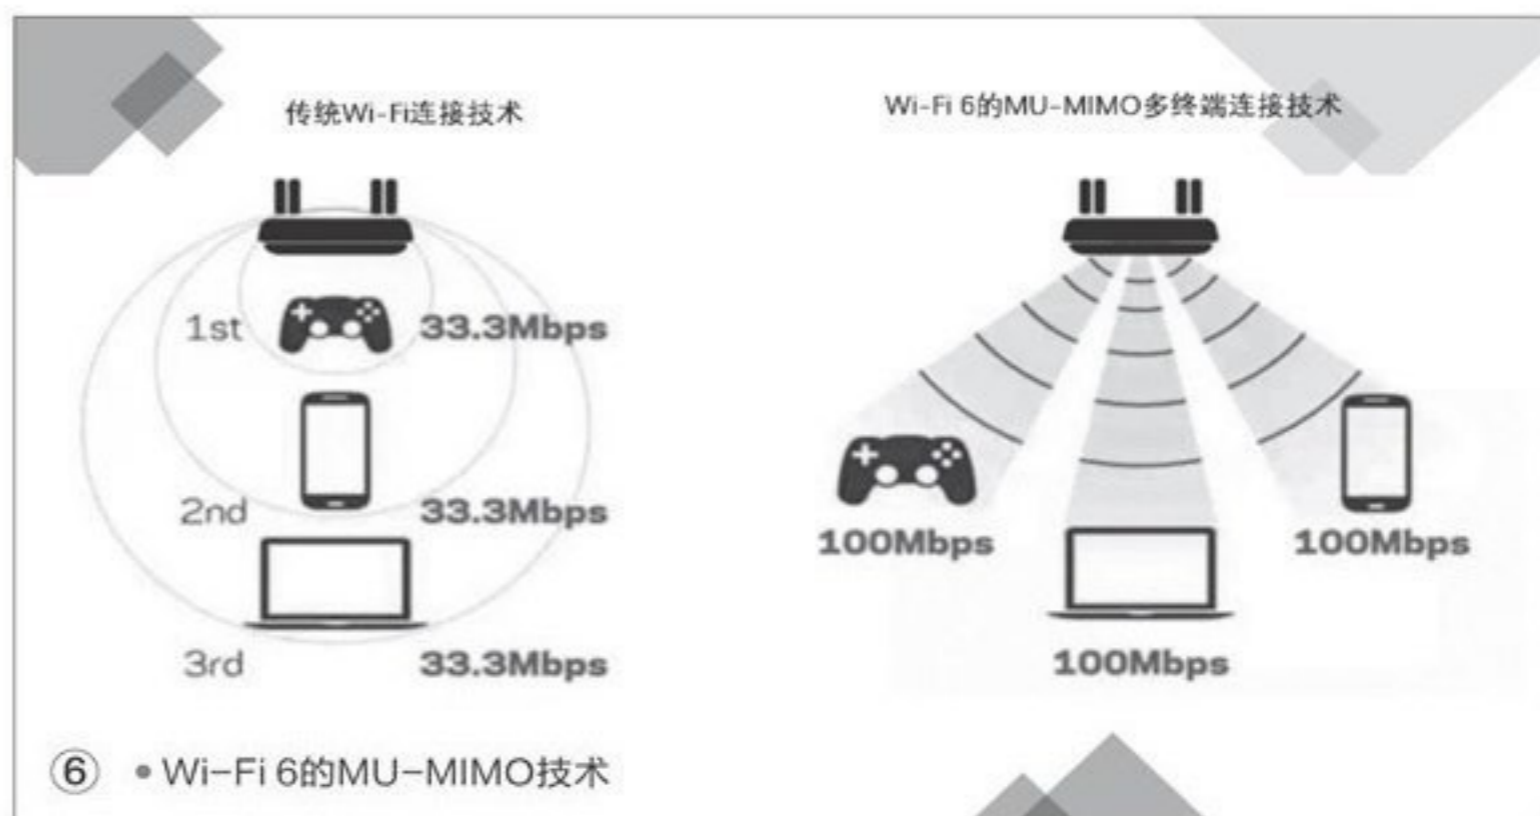 传统Wi-Fi连接技术
1st 33.3Mbps
2nd 33.3Mbps
3rd 33.3Mbps
Wi-Fi 6的MU-MIMO多终端连接技术
100Mbps
100Mbps
100Mbps
⑥ • Wi-Fi 6的MU-MIMO技术